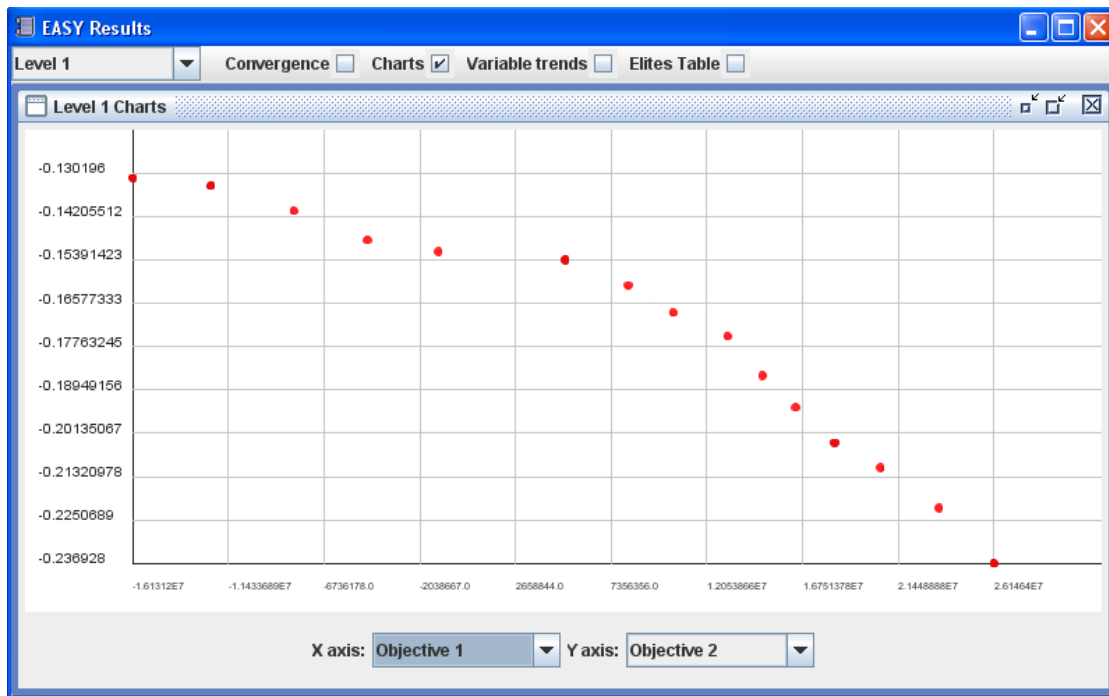 EASY Results
Level 1 Convergence Charts Variable trends Elites Table
Level 1 Charts
-0.130196
-0.14205512
-0.15391423
-0.16577333
-0.17763245
-0.18949156
-0.20135067
-0.21320978
-0.2250689
-0.236928
-1.61312E7 -1.1433689E7 -6736178.0 -2038667.0 2658844.0 7356356.0 1.2053866E7 1.6751378E7 2.1448888E7 2.61464E7
X axis: Objective 1 Y axis: Objective 2